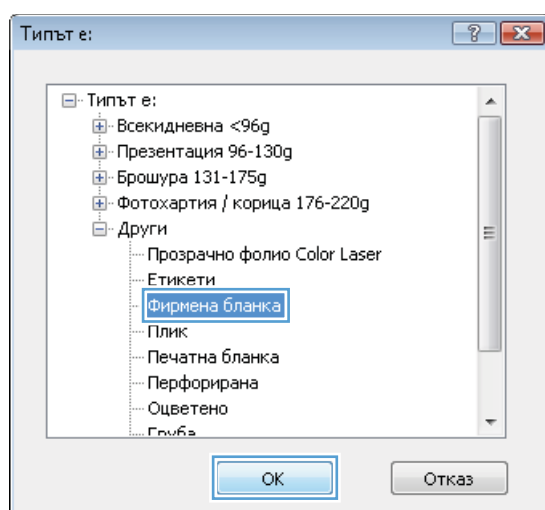 Типът е:
Типът е:
Всекидневна <96g
Презентация 96-130g
Брошура 131-175g
Фотохартия / корица 176-220g
Други
Прозрачно фолио Color Laser
Етикети
Фирмена бланка
Плик
Печатна бланка
Перфорирана
Оцветено
Груба
OK
Отказ